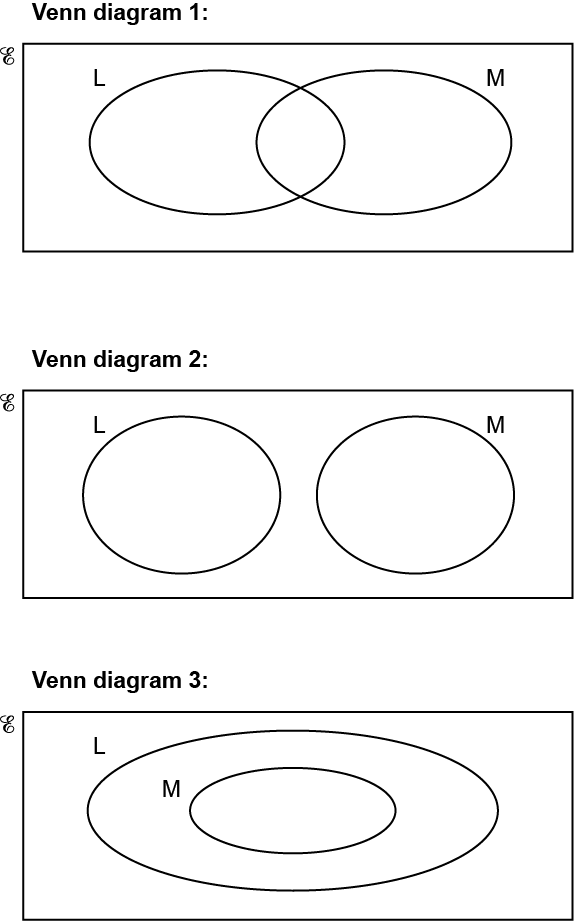 Venn diagram 1:
ℰ
L M
Venn diagram 2:
ℰ
L M
Venn diagram 3:
ℰ
L
M